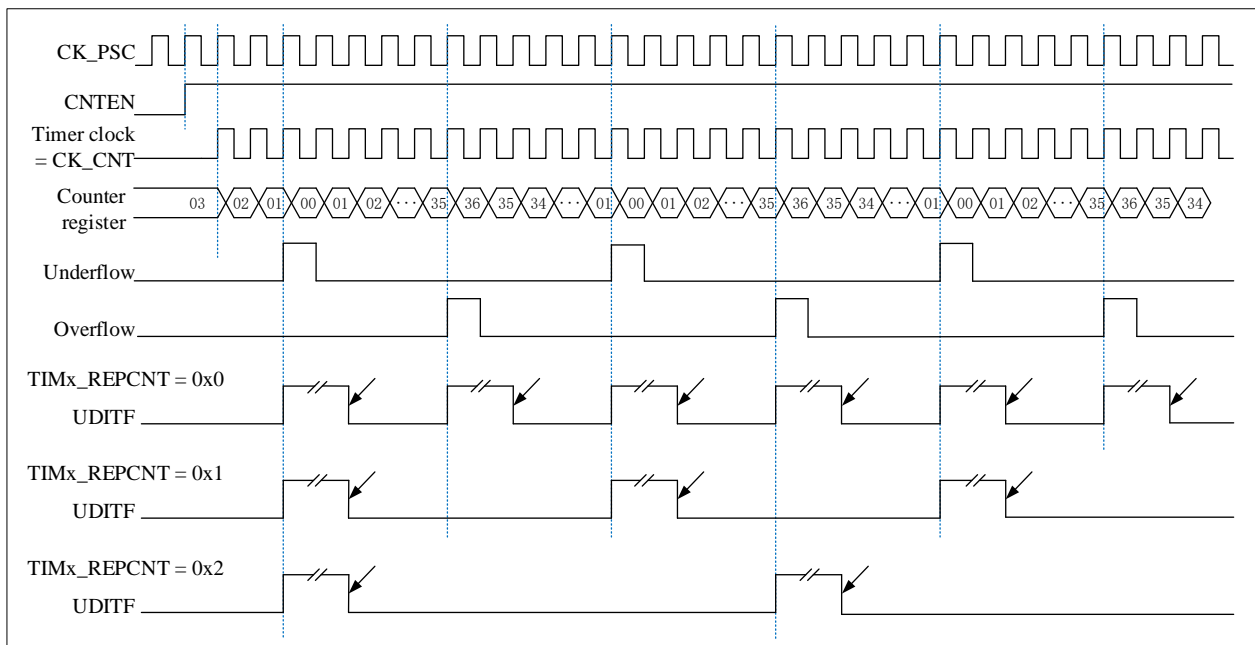 CK_PSC
CNTEN
Timer clock
= CK_CNT
Counter
register
03 02 01 00 01 02 ··· 35 36 35 34 ··· 01 00 01 02 ··· 35 36 35 34 ··· 01 00 01 02 ··· 35 36 35 34
Underflow
Overflow
TIMx_REPCNT = 0x0
UDITF
TIMx_REPCNT = 0x1
UDITF
TIMx_REPCNT = 0x2
UDITF